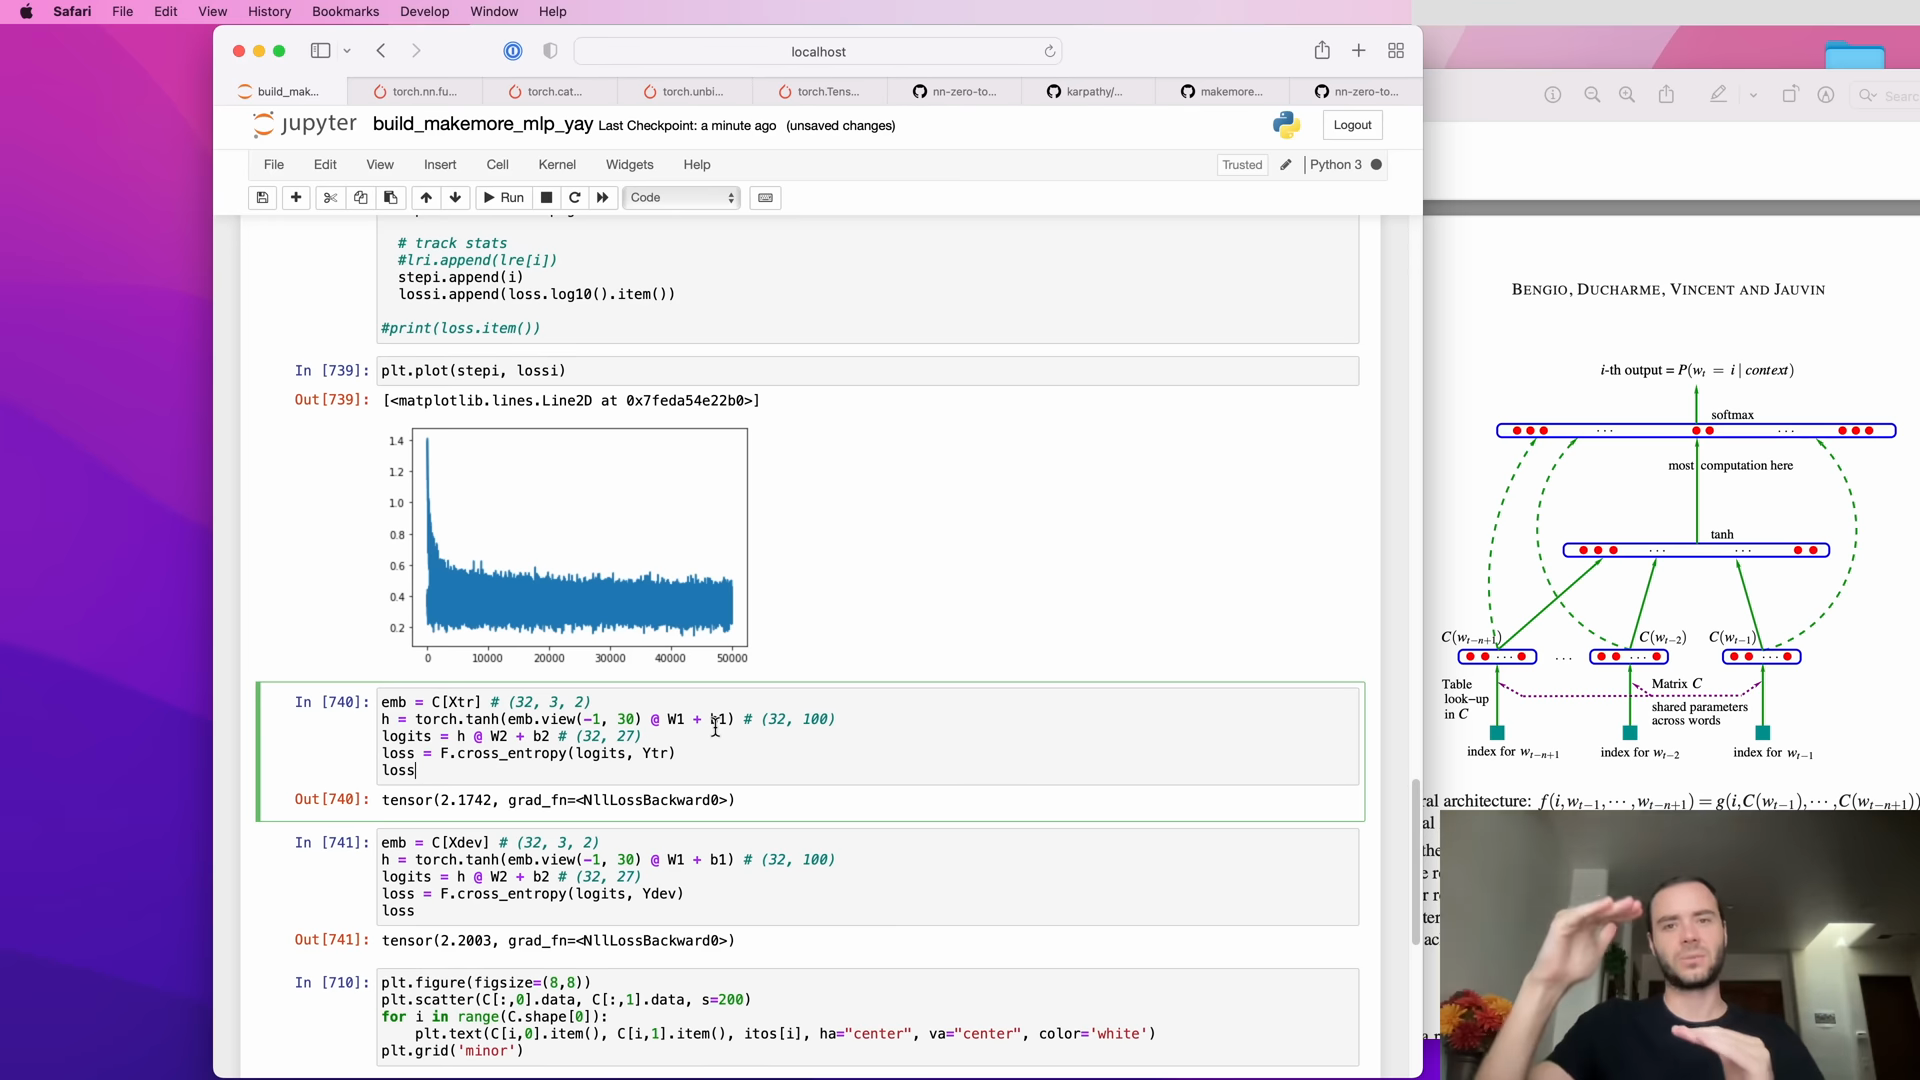 Safari File Edit View History Bookmarks Develop Window Help
localhost
build_mak... torch.nn.fu... torch.cat... torch.unbi... torch.Tens... nn-zero-to... karpathy/... makemore... nn-zero-to...
jupyter build_makemore_mlp_yay Last Checkpoint: a minute ago (unsaved changes) Logout
File Edit View Insert Cell Kernel Widgets Help Trusted Python 3
Run Code
# track stats
#lri.append(lre[i])
stepi.append(i)
lossi.append(loss.log10().item())
#print(loss.item())
In [739]: plt.plot(stepi, lossi)
Out[739]: [<matplotlib.lines.Line2D at 0x7feda54e22b0>]
1.4
1.2
1.0
0.8
0.6
0.4
0.2
0 10000 20000 30000 40000 50000
In [740]: emb = C[Xtr] # (32, 3, 2)
h = torch.tanh(emb.view(-1, 30) @ W1 + b1) # (32, 100)
logits = h @ W2 + b2 # (32, 27)
loss = F.cross_entropy(logits, Ytr)
loss
Out[740]: tensor(2.1742, grad_fn=<NllLossBackward0>)
In [741]: emb = C[Xdev] # (32, 3, 2)
h = torch.tanh(emb.view(-1, 30) @ W1 + b1) # (32, 100)
logits = h @ W2 + b2 # (32, 27)
loss = F.cross_entropy(logits, Ydev)
loss
Out[741]: tensor(2.2003, grad_fn=<NllLossBackward0>)
In [710]: plt.figure(figsize=(8,8))
plt.scatter(C[:,0].data, C[:,1].data, s=200)
for i in range(C.shape[0]):
plt.text(C[i,0].item(), C[i,1].item(), itos[i], ha="center", va="center", color='white')
plt.grid('minor')
Searc
BENGIO, DUCHARME, VINCENT AND JAUVIN
i-th output = P(w_t = i | context)
softmax
... ...
most computation here
tanh
... ...
C(w_{t−n+1}) C(w_{t−2}) C(w_{t−1})
... ... ... ...
Table look-up in C
Matrix C
shared parameters across words
index for w_{t−n+1} index for w_{t−2} index for w_{t−1}
ral architecture: f(i, w_{t−1}, ⋯, w_{t−n+1}) = g(i, C(w_{t−1}), ⋯, C(w_{t−n+1}))
al
the